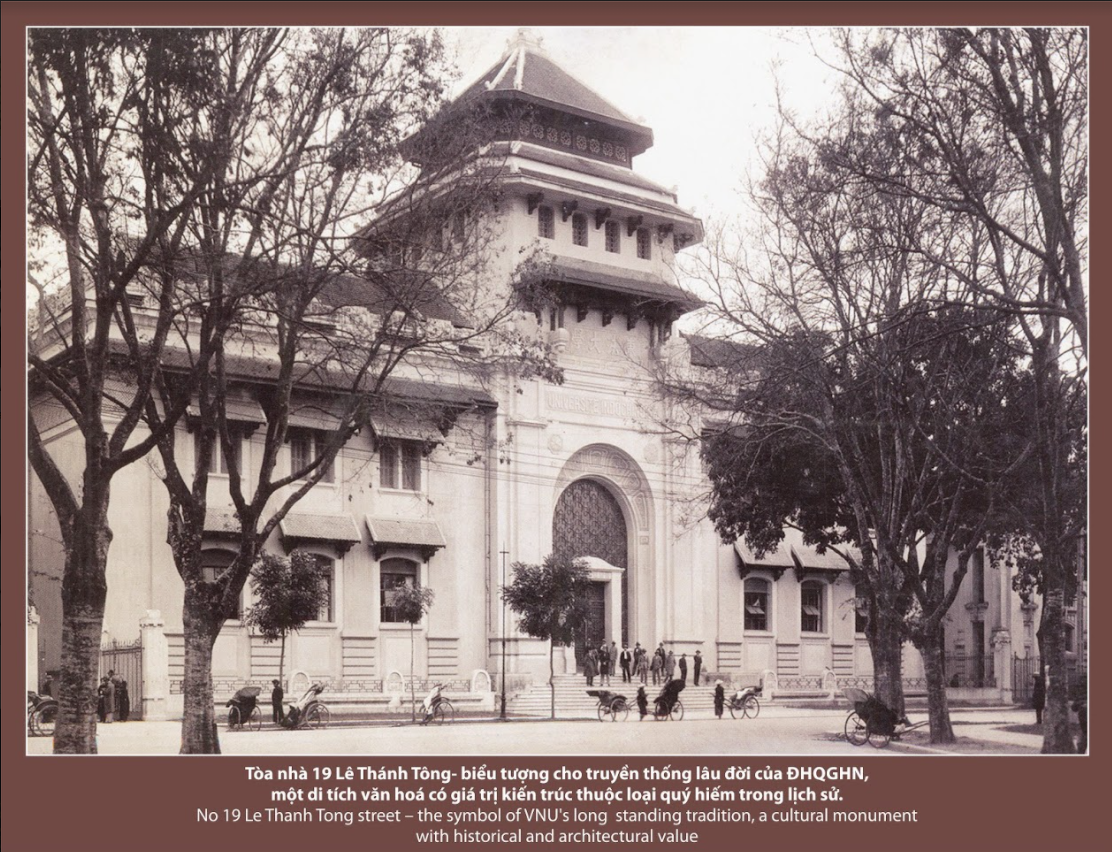 Tòa nhà 19 Lê Thánh Tông- biểu tượng cho truyền thống lâu đời của ĐHQGHN,
một di tích văn hoá có giá trị kiến trúc thuộc loại quý hiếm trong lịch sử.
No 19 Le Thanh Tong street – the symbol of VNU's long standing tradition, a cultural monument
with historical and architectural value